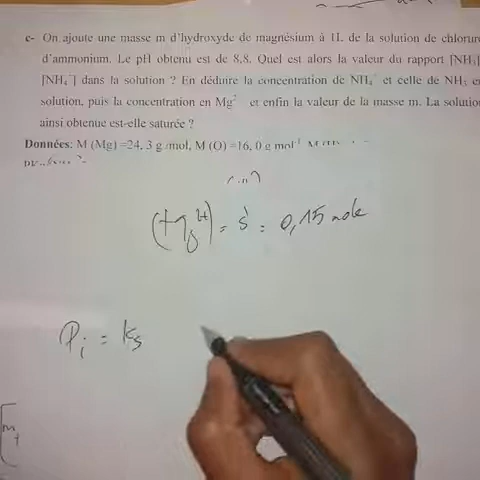 c- On ajoute une masse m d'hydroxyde de magnésium à 1L de la solution de chlorure
d'ammonium. Le pH obtenu est de 8,8. Quel est alors la valeur du rapport [NH₃]
[NH₄⁺] dans la solution ? En déduire la concentration de NH₄⁺ et celle de NH₃ en
solution, puis la concentration en Mg²⁺ et enfin la valeur de la masse m. La solution
ainsi obtenue est-elle saturée ?
Données: M (Mg) =24, 3 g /mol, M (O) =16, 0 g mol⁻¹
= s' = 0,15 mole
Pi = ks